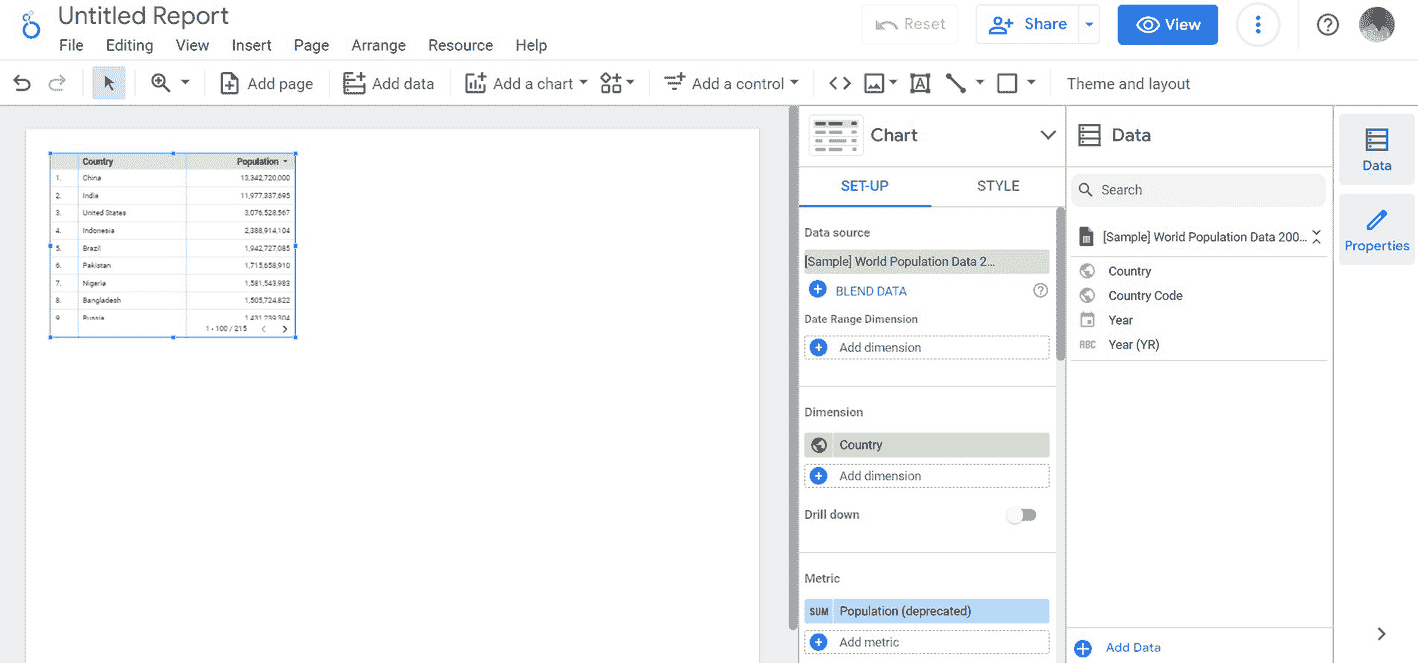 Untitled Report
File Editing View Insert Page Arrange Resource Help
Reset Share View
Add page Add data Add a chart Add a control Theme and layout
Country Population
1. China 13,342,720,000
2. India 11,977,337,695
3. United States 3,076,528,567
4. Indonesia 2,388,914,104
5. Brazil 1,942,727,085
6. Pakistan 1,715,658,910
7. Nigeria 1,581,543,983
8. Bangladesh 1,505,724,822
9. Russia 1,431,239,304
1 - 100 / 215
Chart
SET-UP STYLE
Data source
[Sample] World Population Data 2...
BLEND DATA
Date Range Dimension
Add dimension
Dimension
Country
Add dimension
Drill down
Metric
SUM Population (deprecated)
Add metric
Data
Search
[Sample] World Population Data 200...
Country
Country Code
Year
ABC Year (YR)
Add Data
Data
Properties